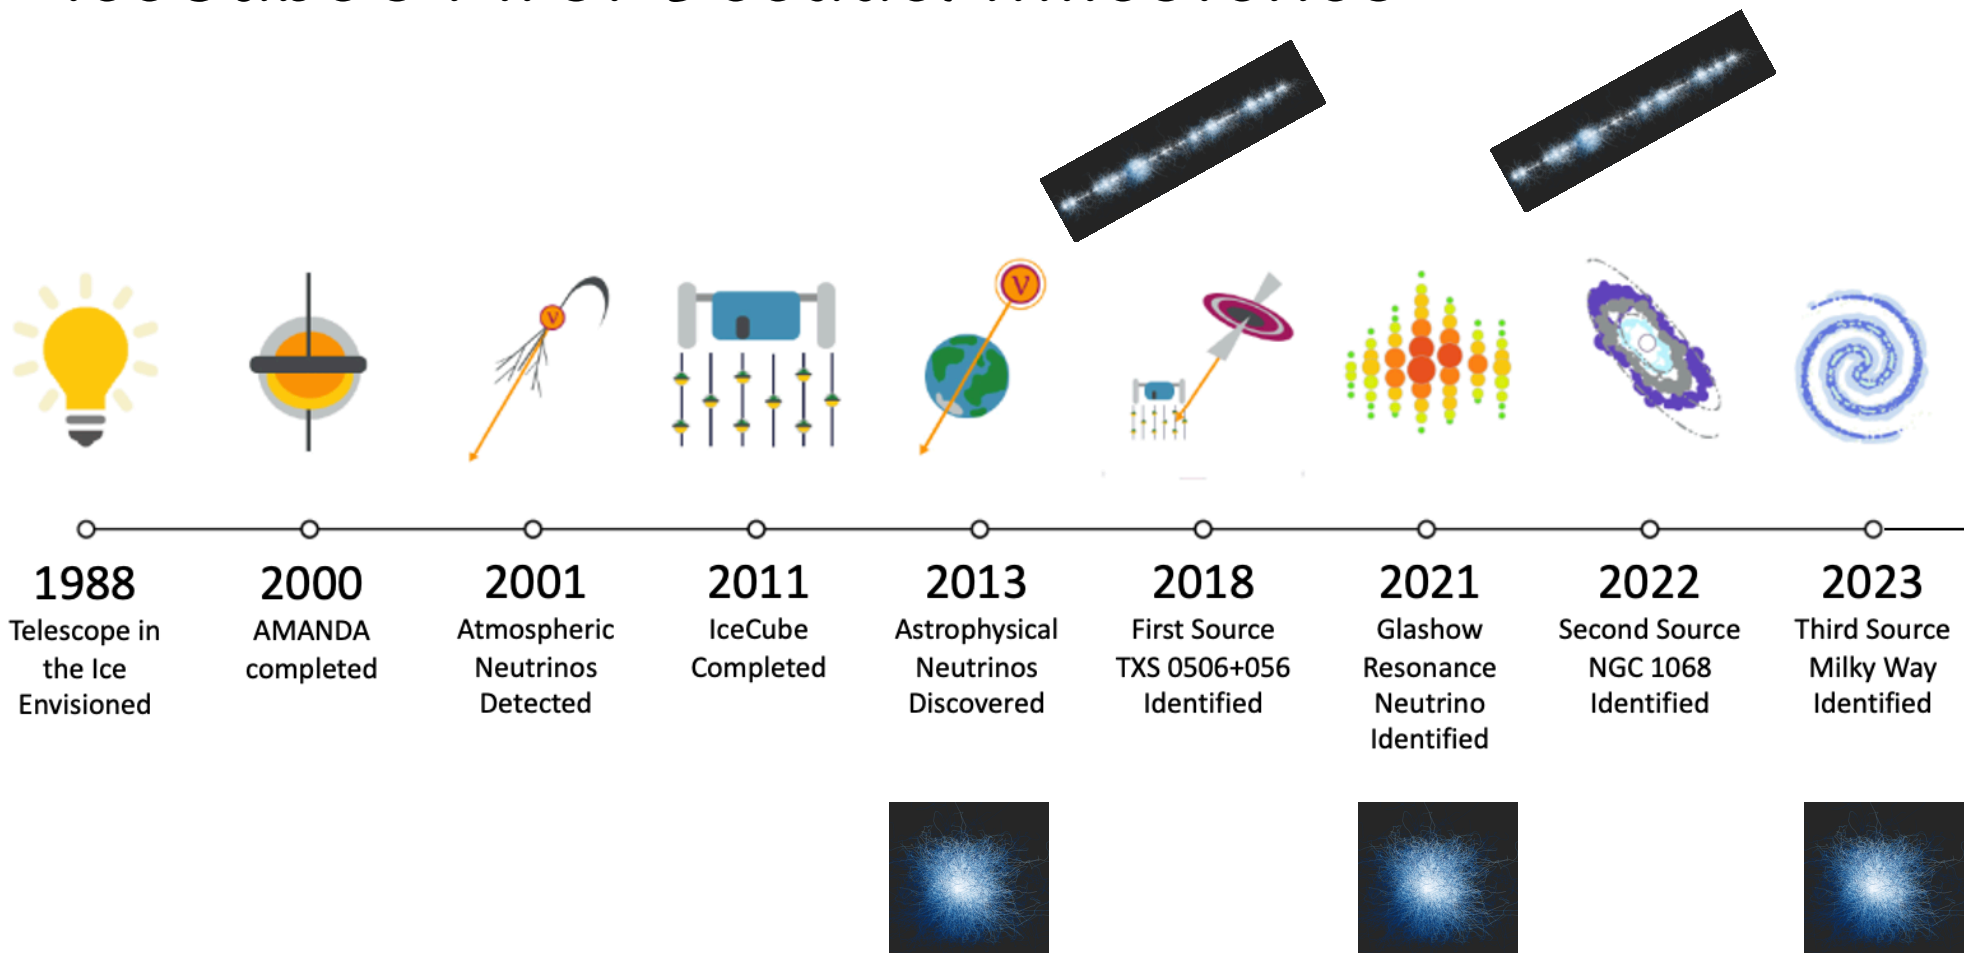 1988
Telescope in
the Ice
Envisioned
2000
AMANDA
completed
2001
Atmospheric
Neutrinos
Detected
2011
IceCube
Completed
2013
Astrophysical
Neutrinos
Discovered
2018
First Source
TXS 0506+056
Identified
2021
Glashow
Resonance
Neutrino
Identified
2022
Second Source
NGC 1068
Identified
2023
Third Source
Milky Way
Identified
V
V